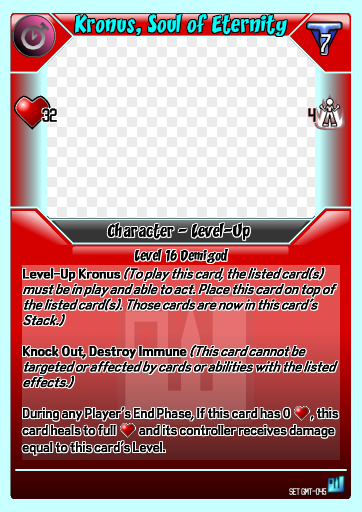 Kronus, Soul of Eternity
7
32
4
Character - Level-Up
Level 16 Demigod
Level-Up Kronus (To play this card, the listed card(s)
must be in play and able to act. Place this card on top of
the listed card(s). Those cards are now in this card's
Stack.)
Knock Out, Destroy Immune (This card cannot be
targeted or affected by cards or abilities with the listed
effects.)
During any Player's End Phase, If this card has 0 , this
card heals to full and its controller receives damage
equal to this card's Level.
SET GMT-045